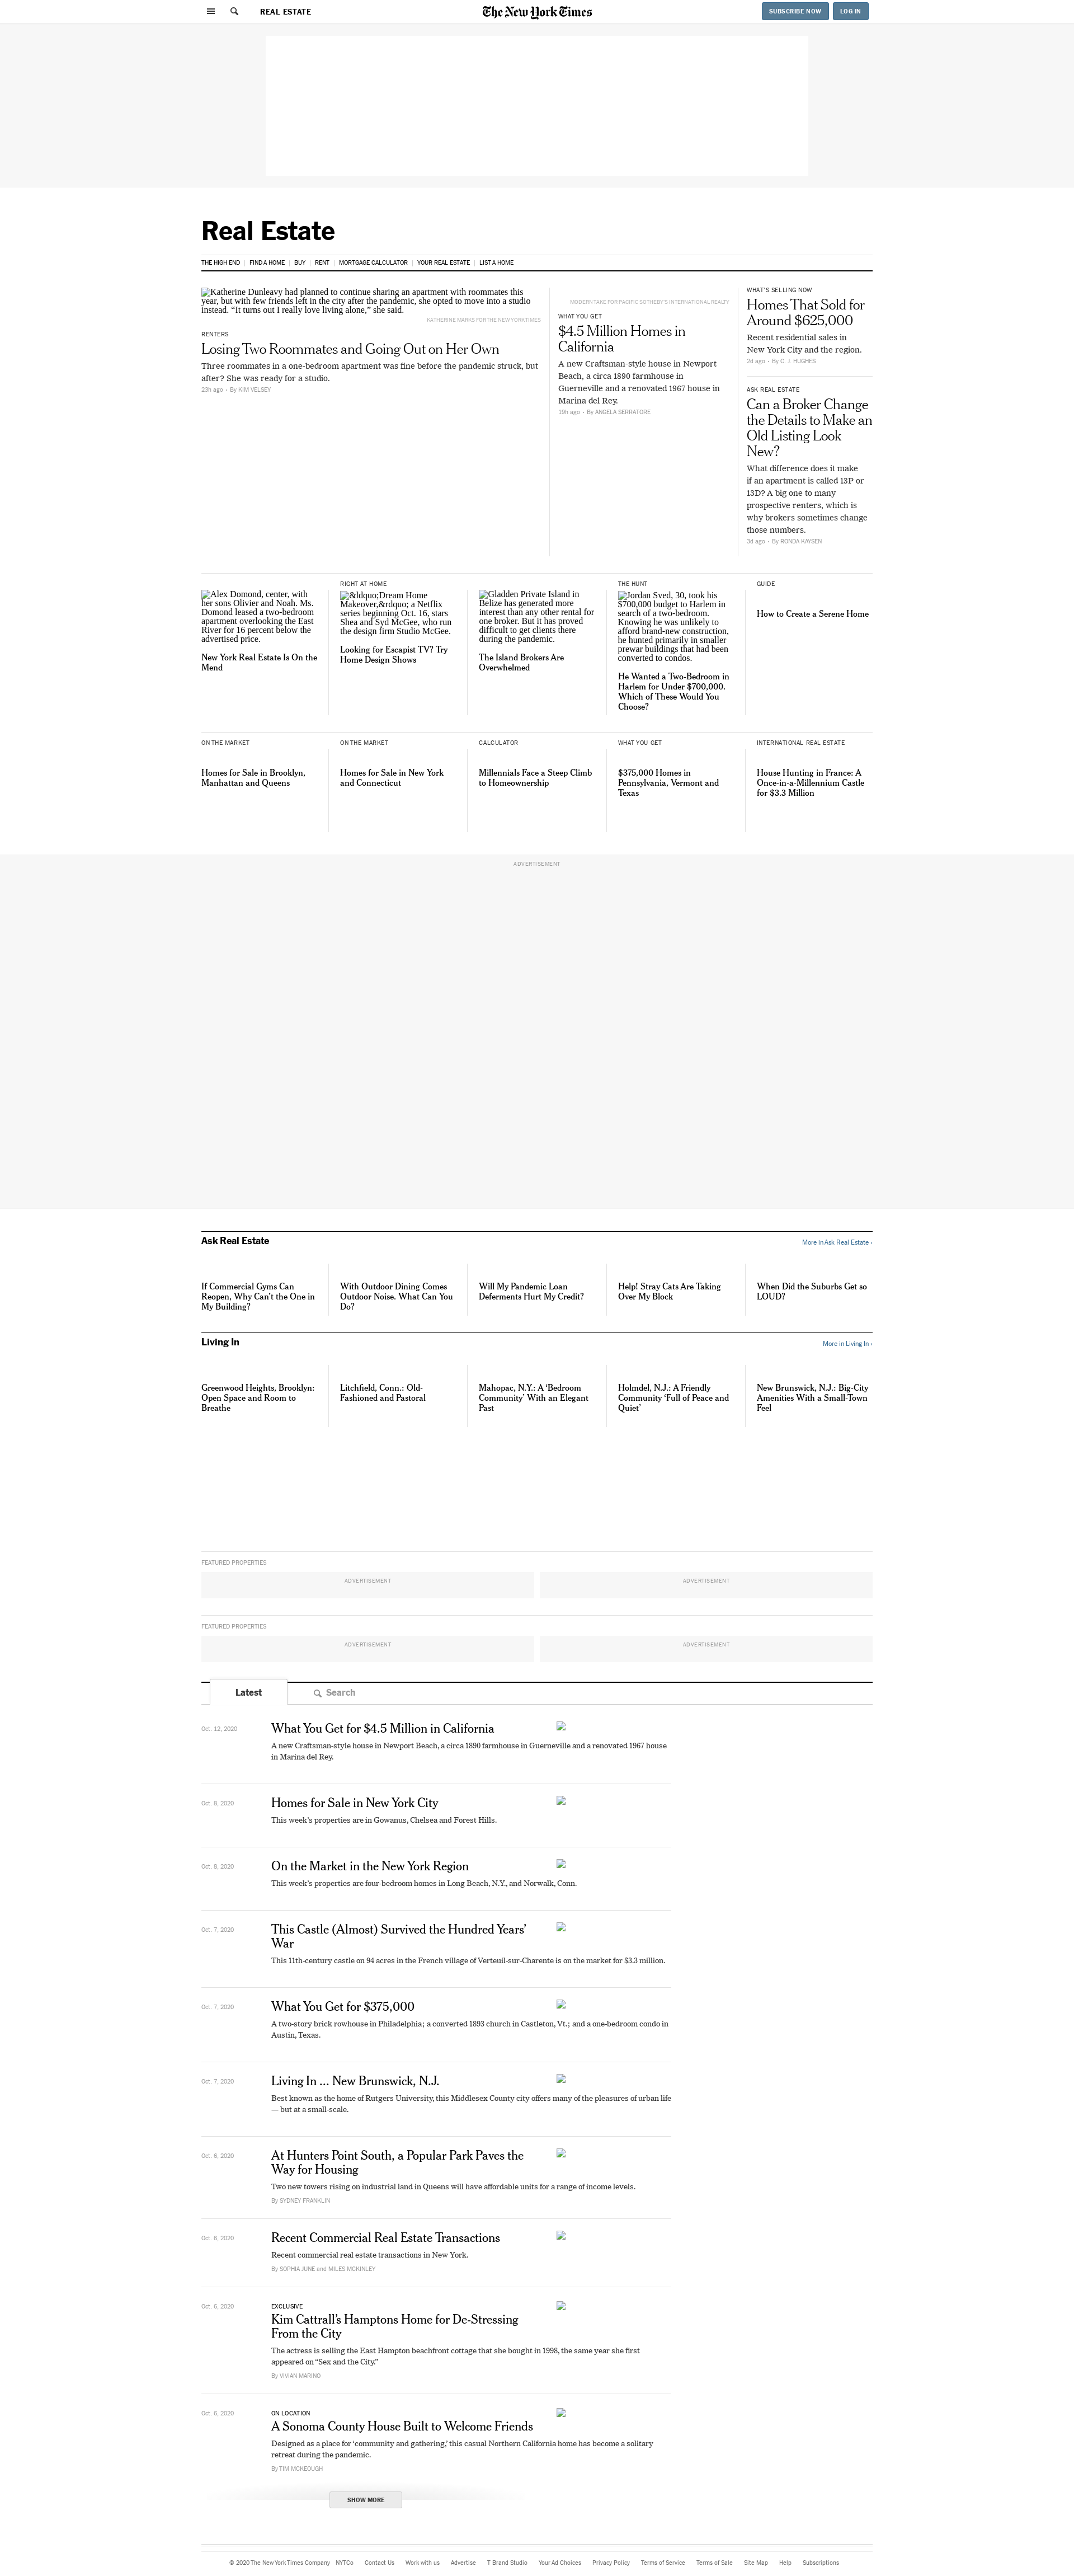 REAL ESTATE
The New York Times
SUBSCRIBE NOW
LOG IN
Real Estate
THE HIGH END | FIND A HOME | BUY | RENT | MORTGAGE CALCULATOR | YOUR REAL ESTATE | LIST A HOME
Katherine Dunleavy had planned to continue sharing an apartment with roommates this
year, but with few friends left in the city after the pandemic, she opted to move into a studio
instead. “It turns out I really love living alone,” she said.
KATHERINE MARKS FOR THE NEW YORK TIMES
RENTERS
Losing Two Roommates and Going Out on Her Own
Three roommates in a one-bedroom apartment was fine before the pandemic struck, but
after? She was ready for a studio.
23h ago • By KIM VELSEY
MODERN TAKE FOR PACIFIC SOTHEBY'S INTERNATIONAL REALTY
WHAT YOU GET
$4.5 Million Homes in
California
A new Craftsman-style house in Newport
Beach, a circa 1890 farmhouse in
Guerneville and a renovated 1967 house in
Marina del Rey.
19h ago • By ANGELA SERRATORE
WHAT'S SELLING NOW
Homes That Sold for
Around $625,000
Recent residential sales in
New York City and the region.
2d ago • By C. J. HUGHES
ASK REAL ESTATE
Can a Broker Change
the Details to Make an
Old Listing Look
New?
What difference does it make
if an apartment is called 13P or
13D? A big one to many
prospective renters, which is
why brokers sometimes change
those numbers.
3d ago • By RONDA KAYSEN
Alex Domond, center, with
her sons Olivier and Noah. Ms.
Domond leased a two-bedroom
apartment overlooking the East
River for 16 percent below the
advertised price.
New York Real Estate Is On the
Mend
RIGHT AT HOME
&ldquo;Dream Home
Makeover,&rdquo; a Netflix
series beginning Oct. 16, stars
Shea and Syd McGee, who run
the design firm Studio McGee.
Looking for Escapist TV? Try
Home Design Shows
Gladden Private Island in
Belize has generated more
interest than any other rental for
one broker. But it has proved
difficult to get clients there
during the pandemic.
The Island Brokers Are
Overwhelmed
THE HUNT
Jordan Sved, 30, took his
$700,000 budget to Harlem in
search of a two-bedroom.
Knowing he was unlikely to
afford brand-new construction,
he hunted primarily in smaller
prewar buildings that had been
converted to condos.
He Wanted a Two-Bedroom in
Harlem for Under $700,000.
Which of These Would You
Choose?
GUIDE
How to Create a Serene Home
ON THE MARKET
Homes for Sale in Brooklyn,
Manhattan and Queens
ON THE MARKET
Homes for Sale in New York
and Connecticut
CALCULATOR
Millennials Face a Steep Climb
to Homeownership
WHAT YOU GET
$375,000 Homes in
Pennsylvania, Vermont and
Texas
INTERNATIONAL REAL ESTATE
House Hunting in France: A
Once-in-a-Millennium Castle
for $3.3 Million
ADVERTISEMENT
Ask Real Estate
More in Ask Real Estate ›
If Commercial Gyms Can
Reopen, Why Can't the One in
My Building?
With Outdoor Dining Comes
Outdoor Noise. What Can You
Do?
Will My Pandemic Loan
Deferments Hurt My Credit?
Help! Stray Cats Are Taking
Over My Block
When Did the Suburbs Get so
LOUD?
Living In
More in Living In ›
Greenwood Heights, Brooklyn:
Open Space and Room to
Breathe
Litchfield, Conn.: Old-
Fashioned and Pastoral
Mahopac, N.Y.: A ‘Bedroom
Community’ With an Elegant
Past
Holmdel, N.J.: A Friendly
Community ‘Full of Peace and
Quiet’
New Brunswick, N.J.: Big-City
Amenities With a Small-Town
Feel
FEATURED PROPERTIES
ADVERTISEMENT
ADVERTISEMENT
FEATURED PROPERTIES
ADVERTISEMENT
ADVERTISEMENT
Latest
Search
Oct. 12, 2020
What You Get for $4.5 Million in California
A new Craftsman-style house in Newport Beach, a circa 1890 farmhouse in Guerneville and a renovated 1967 house
in Marina del Rey.
Oct. 8, 2020
Homes for Sale in New York City
This week's properties are in Gowanus, Chelsea and Forest Hills.
Oct. 8, 2020
On the Market in the New York Region
This week's properties are four-bedroom homes in Long Beach, N.Y., and Norwalk, Conn.
Oct. 7, 2020
This Castle (Almost) Survived the Hundred Years’
War
This 11th-century castle on 94 acres in the French village of Verteuil-sur-Charente is on the market for $3.3 million.
Oct. 7, 2020
What You Get for $375,000
A two-story brick rowhouse in Philadelphia; a converted 1893 church in Castleton, Vt.; and a one-bedroom condo in
Austin, Texas.
Oct. 7, 2020
Living In ... New Brunswick, N.J.
Best known as the home of Rutgers University, this Middlesex County city offers many of the pleasures of urban life
— but at a small-scale.
Oct. 6, 2020
At Hunters Point South, a Popular Park Paves the
Way for Housing
Two new towers rising on industrial land in Queens will have affordable units for a range of income levels.
By SYDNEY FRANKLIN
Oct. 6, 2020
Recent Commercial Real Estate Transactions
Recent commercial real estate transactions in New York.
By SOPHIA JUNE and MILES MCKINLEY
Oct. 6, 2020
EXCLUSIVE
Kim Cattrall’s Hamptons Home for De-Stressing
From the City
The actress is selling the East Hampton beachfront cottage that she bought in 1998, the same year she first
appeared on “Sex and the City.”
By VIVIAN MARINO
Oct. 6, 2020
ON LOCATION
A Sonoma County House Built to Welcome Friends
Designed as a place for ‘community and gathering,’ this casual Northern California home has become a solitary
retreat during the pandemic.
By TIM MCKEOUGH
SHOW MORE
© 2020 The New York Times Company NYTCo Contact Us Work with us Advertise T Brand Studio Your Ad Choices Privacy Policy Terms of Service Terms of Sale Site Map Help Subscriptions